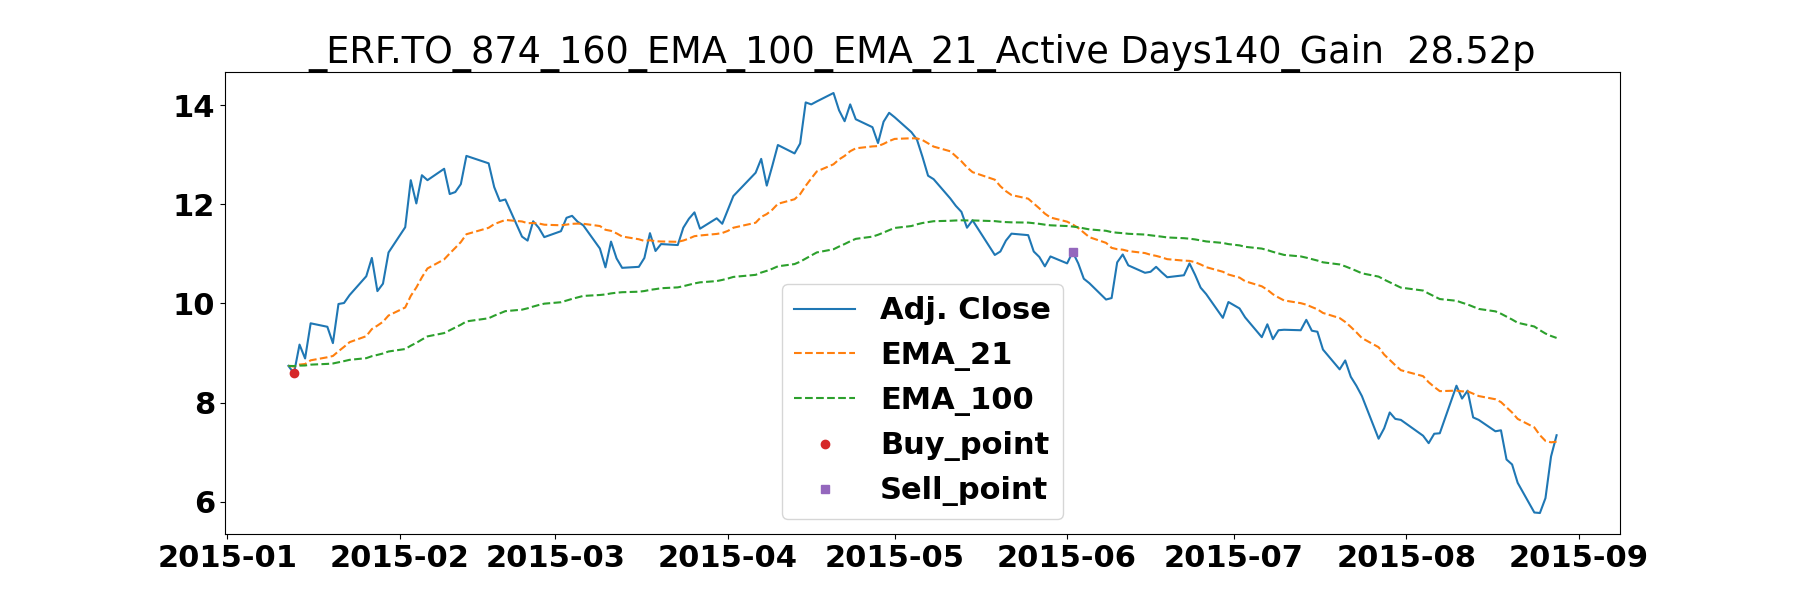 _ERF.TO_874_160_EMA_100_EMA_21_Active Days140_Gain  28.52p
14
12
10
8
6
Adj. Close
EMA_21
EMA_100
Buy_point
Sell_point
2015-01 2015-02 2015-03 2015-04 2015-05 2015-06 2015-07 2015-08 2015-09